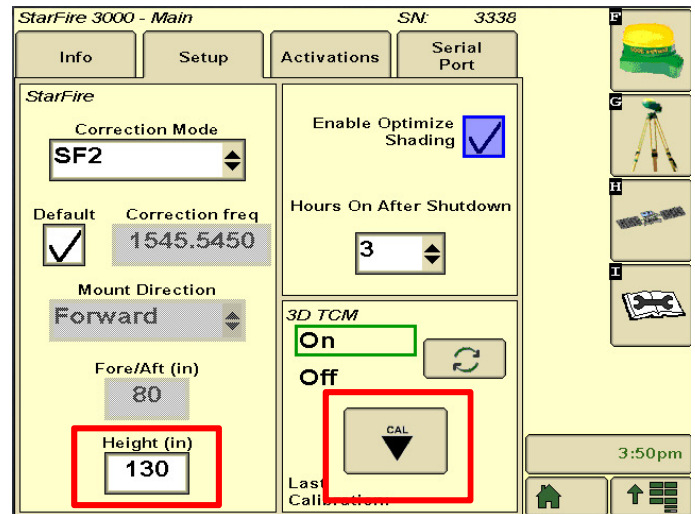 StarFire 3000 - Main
SN: 3338
Info
Setup
Activations
Serial
Port
StarFire
Correction Mode
SF2
Default
Correction freq
1545.5450
Mount Direction
Forward
Fore/Aft (in)
80
Height (in)
130
Enable Optimize
Shading
Hours On After Shutdown
3
3D TCM
On
Off
CAL
Last
F
G
H
I
3:50pm